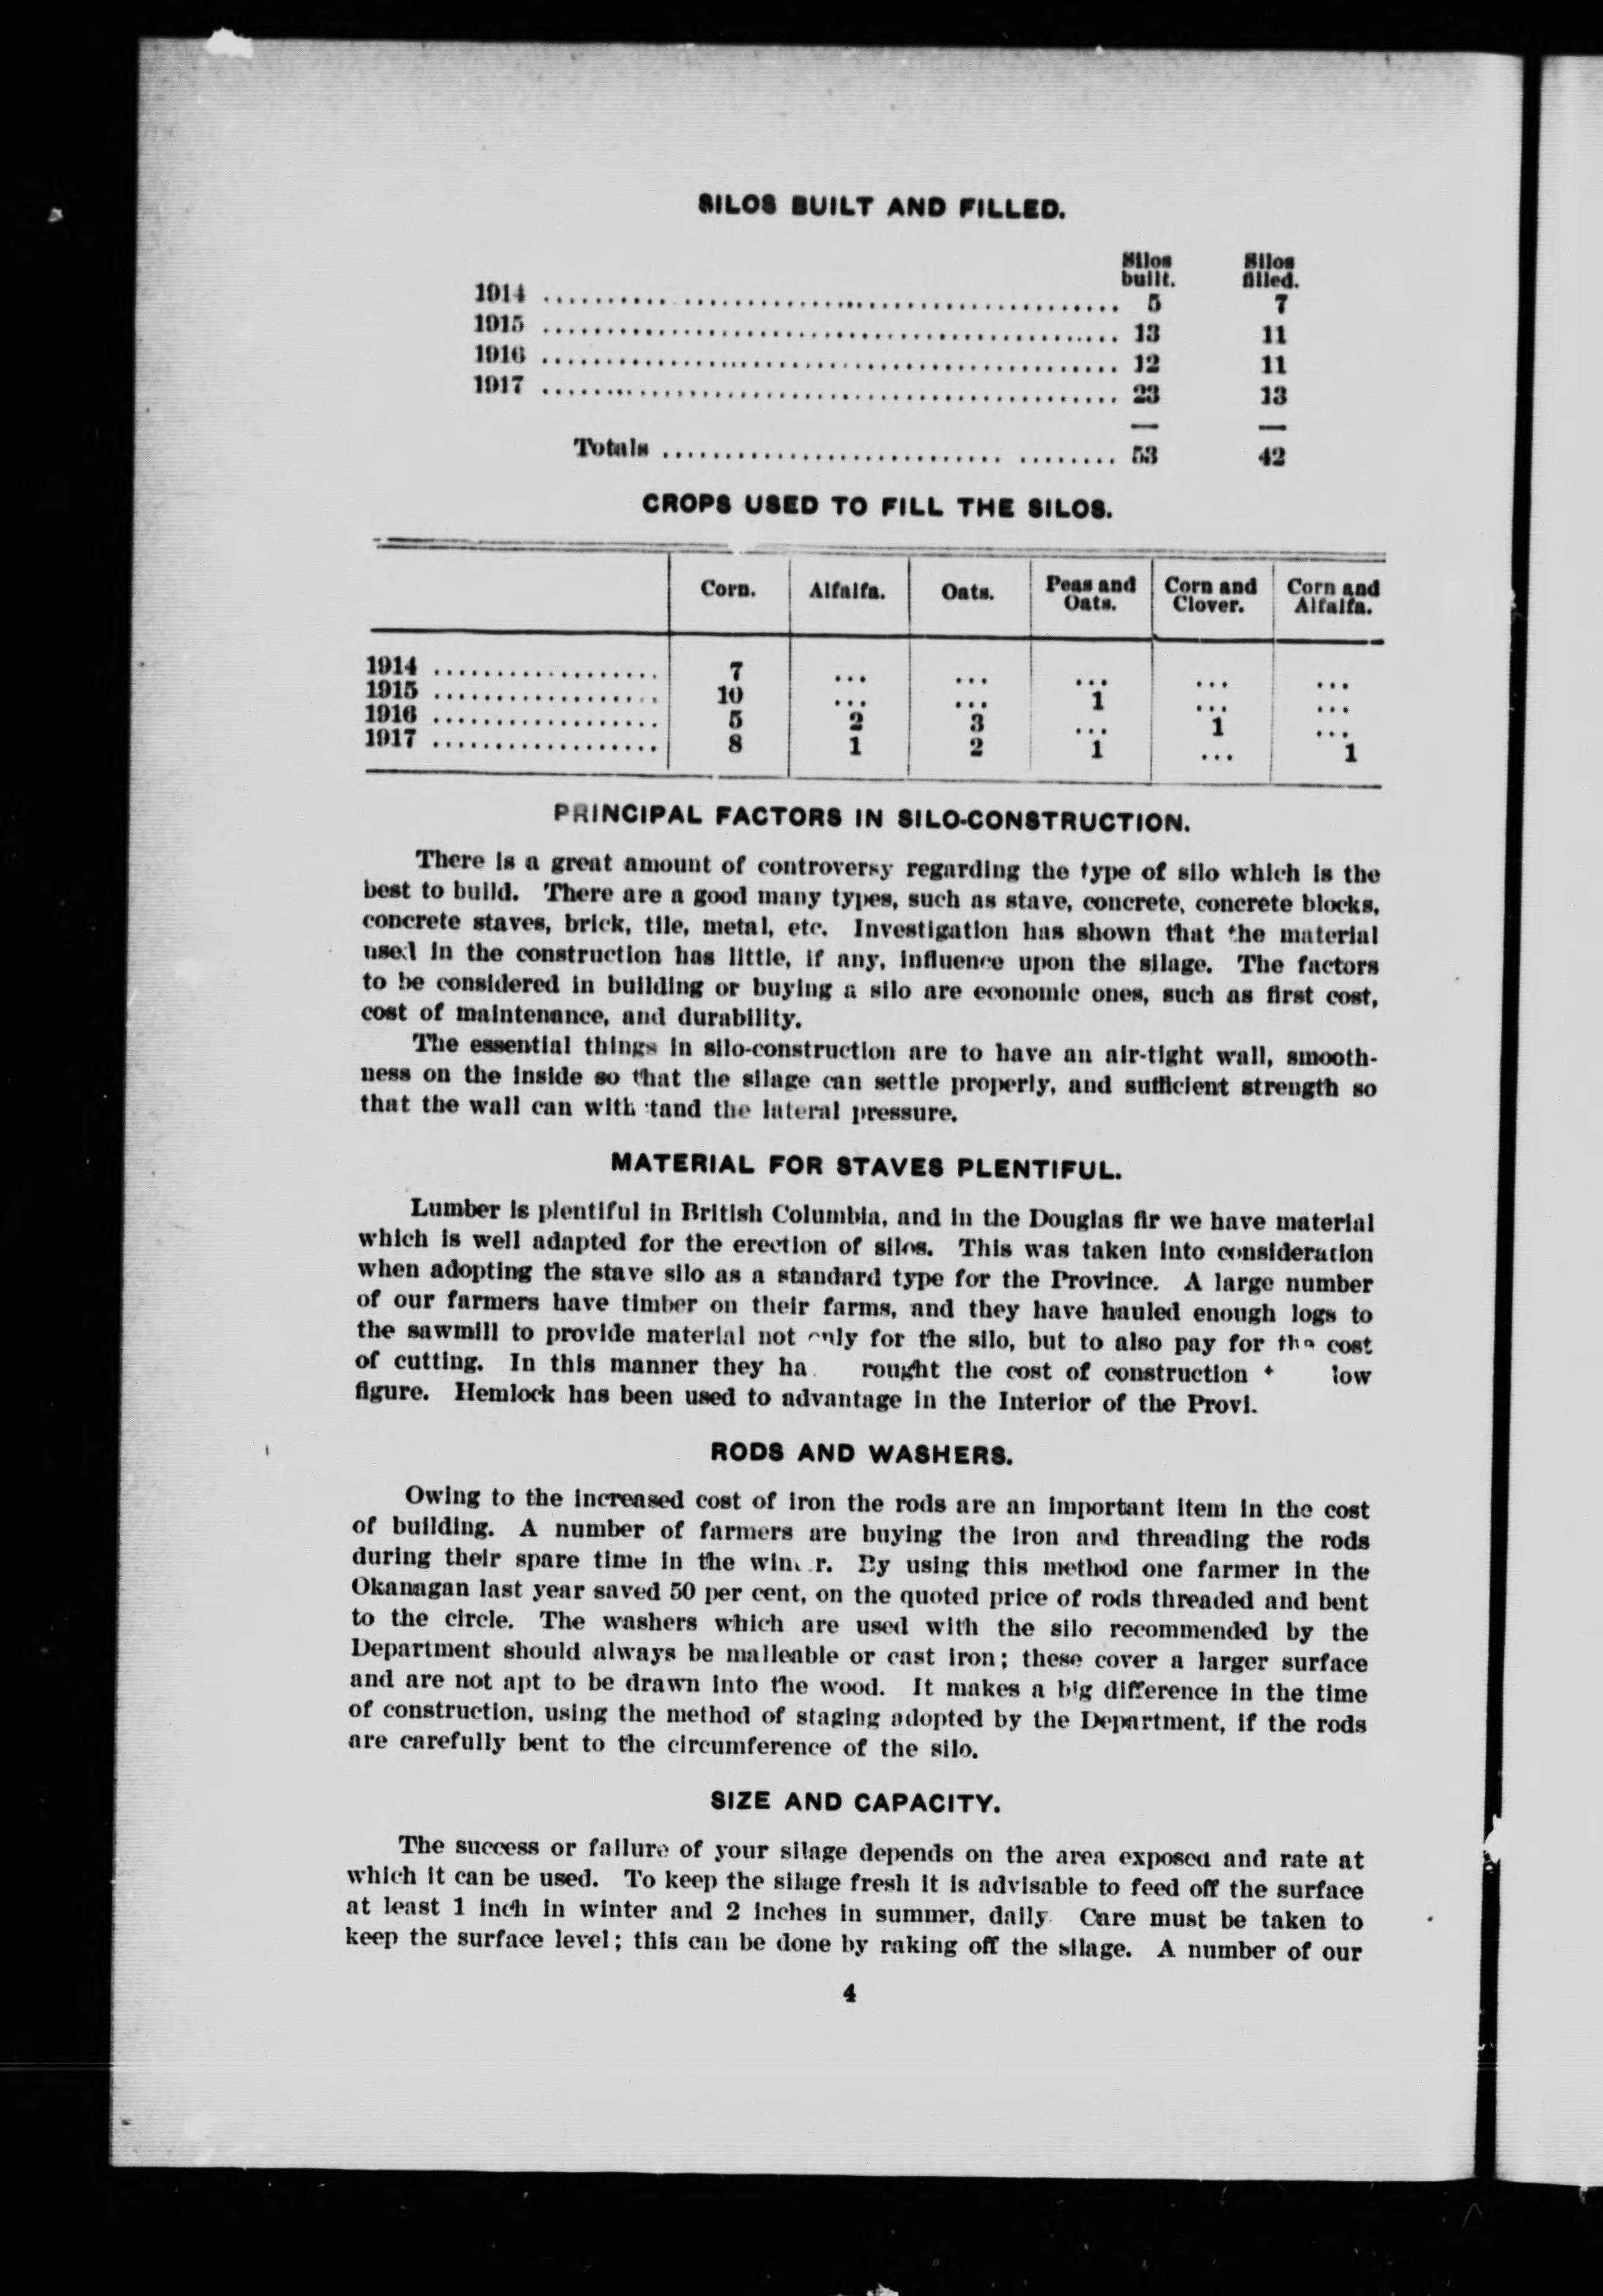 SILOS BUILT AND FILLED.
Silos built. Silos filled.
1914 ........ 5 7
1915 ........ 13 11
1916 ........ 12 11
1917 ........ 23 13
Totals ........ 53 42
CROPS USED TO FILL THE SILOS.
Corn. Alfalfa. Oats. Peas and Oats. Corn and Clover. Corn and Alfalfa.
1914 ........ 7 ... ... ... ... ...
1915 ........ 10 ... ... 1 ... ...
1916 ........ 5 2 3 ... 1 ...
1917 ........ 8 1 2 1 ... 1
PRINCIPAL FACTORS IN SILO-CONSTRUCTION.
There is a great amount of controversy regarding the type of silo which is the
best to build. There are a good many types, such as stave, concrete, concrete blocks,
concrete staves, brick, tile, metal, etc. Investigation has shown that the material
used in the construction has little, if any, influence upon the silage. The factors
to be considered in building or buying a silo are economic ones, such as first cost,
cost of maintenance, and durability.
The essential things in silo-construction are to have an air-tight wall, smooth-
ness on the inside so that the silage can settle properly, and sufficient strength so
that the wall can with tand the lateral pressure.
MATERIAL FOR STAVES PLENTIFUL.
Lumber is plentiful in British Columbia, and in the Douglas fir we have material
which is well adapted for the erection of silos. This was taken into consideration
when adopting the stave silo as a standard type for the Province. A large number
of our farmers have timber on their farms, and they have hauled enough logs to
the sawmill to provide material not only for the silo, but to also pay for the cost
of cutting. In this manner they ha rought the cost of construction low
figure. Hemlock has been used to advantage in the Interior of the Provi.
RODS AND WASHERS.
Owing to the increased cost of iron the rods are an important item in the cost
of building. A number of farmers are buying the iron and threading the rods
during their spare time in the win r. By using this method one farmer in the
Okanagan last year saved 50 per cent, on the quoted price of rods threaded and bent
to the circle. The washers which are used with the silo recommended by the
Department should always be malleable or cast iron; these cover a larger surface
and are not apt to be drawn into the wood. It makes a big difference in the time
of construction, using the method of staging adopted by the Department, if the rods
are carefully bent to the circumference of the silo.
SIZE AND CAPACITY.
The success or failure of your silage depends on the area exposed and rate at
which it can be used. To keep the silage fresh it is advisable to feed off the surface
at least 1 inch in winter and 2 inches in summer, daily. Care must be taken to
keep the surface level; this can be done by raking off the silage. A number of our
4